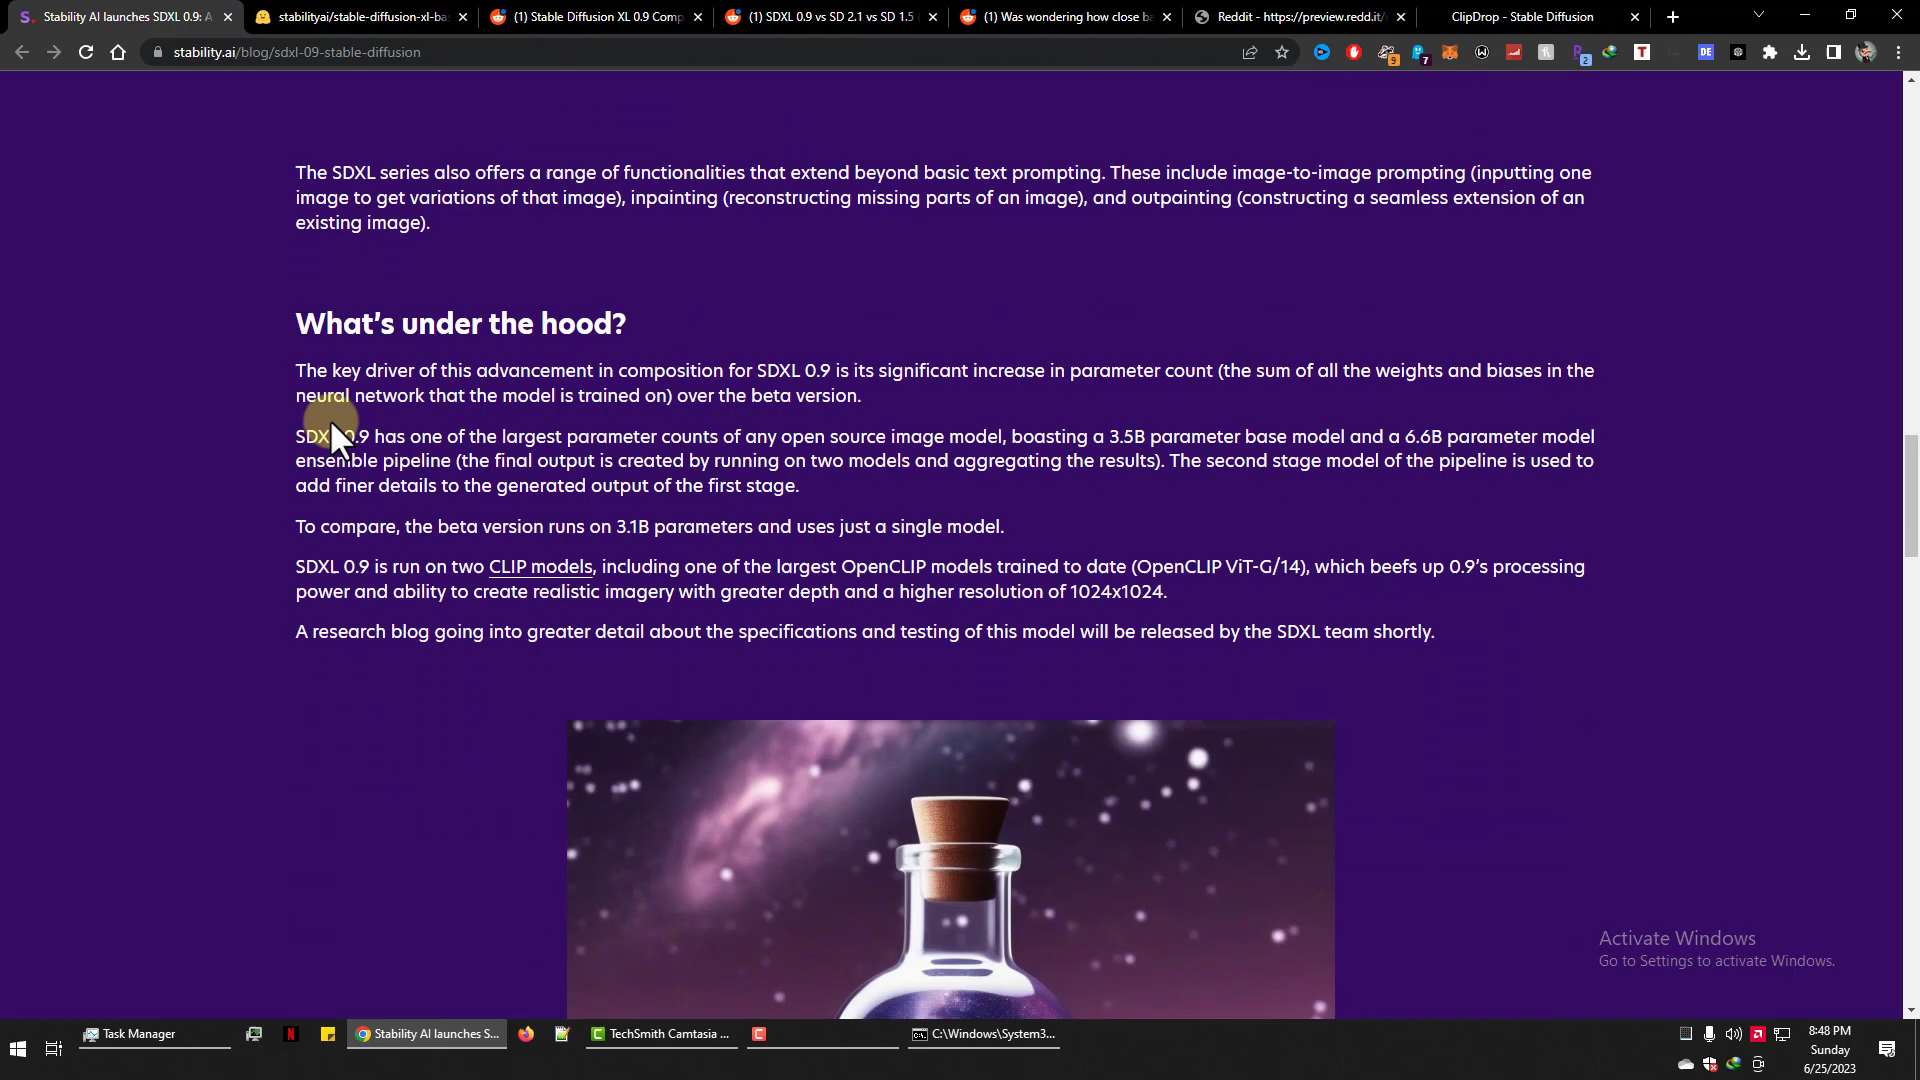 Stability AI launches SDXL 0.9: A
stabilityai/stable-diffusion-xl-ba
(1) Stable Diffusion XL 0.9 Comp
(1) SDXL 0.9 vs SD 2.1 vs SD 1.5
(1) Was wondering how close ba
Reddit - https://preview.redd.it/
ClipDrop - Stable Diffusion
stability.ai/blog/sdxl-09-stable-diffusion
The SDXL series also offers a range of functionalities that extend beyond basic text prompting. These include image-to-image prompting (inputting one
image to get variations of that image), inpainting (reconstructing missing parts of an image), and outpainting (constructing a seamless extension of an
existing image).
What's under the hood?
The key driver of this advancement in composition for SDXL 0.9 is its significant increase in parameter count (the sum of all the weights and biases in the
neural network that the model is trained on) over the beta version.
SDXL 0.9 has one of the largest parameter counts of any open source image model, boasting a 3.5B parameter base model and a 6.6B parameter model
ensemble pipeline (the final output is created by running on two models and aggregating the results). The second stage model of the pipeline is used to
add finer details to the generated output of the first stage.
To compare, the beta version runs on 3.1B parameters and uses just a single model.
SDXL 0.9 is run on two CLIP models, including one of the largest OpenCLIP models trained to date (OpenCLIP ViT-G/14), which beefs up 0.9's processing
power and ability to create realistic imagery with greater depth and a higher resolution of 1024x1024.
A research blog going into greater detail about the specifications and testing of this model will be released by the SDXL team shortly.
Activate Windows
Go to Settings to activate Windows.
Task Manager
Stability AI launches S...
TechSmith Camtasia ...
C:\Windows\System3...
8:48 PM
Sunday
6/25/2023